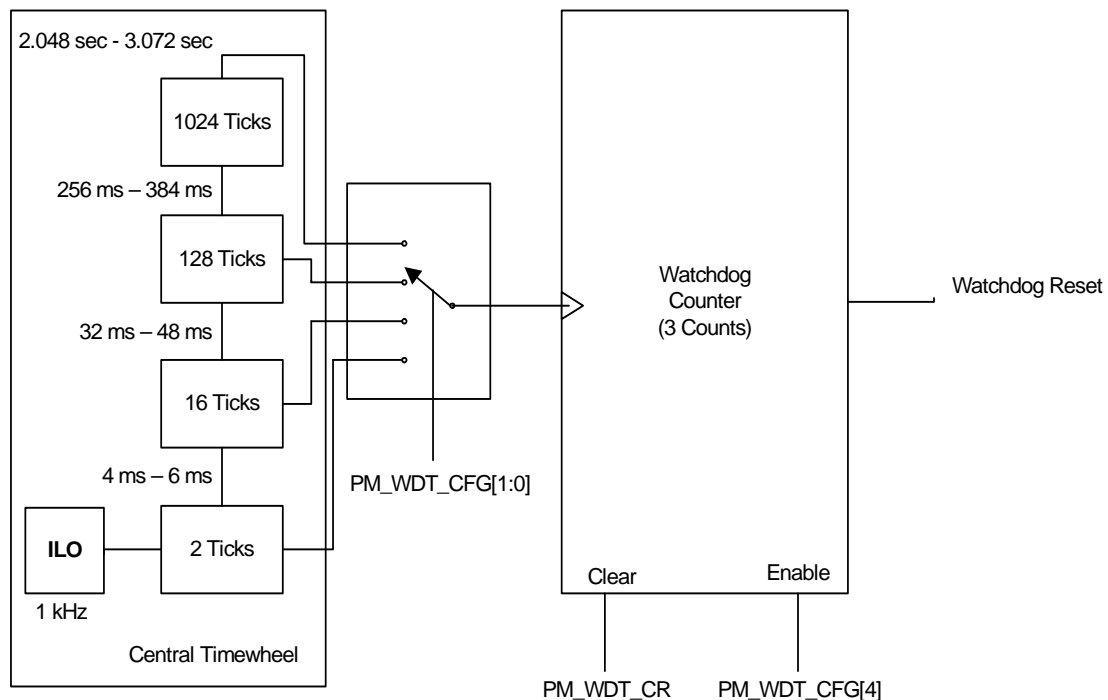 2.048 sec - 3.072 sec
1024 Ticks
256 ms – 384 ms
128 Ticks
32 ms – 48 ms
16 Ticks
4 ms – 6 ms
ILO
2 Ticks
1 kHz
Central Timewheel
PM_WDT_CFG[1:0]
Watchdog
Counter
(3 Counts)
Watchdog Reset
Clear
Enable
PM_WDT_CR
PM_WDT_CFG[4]